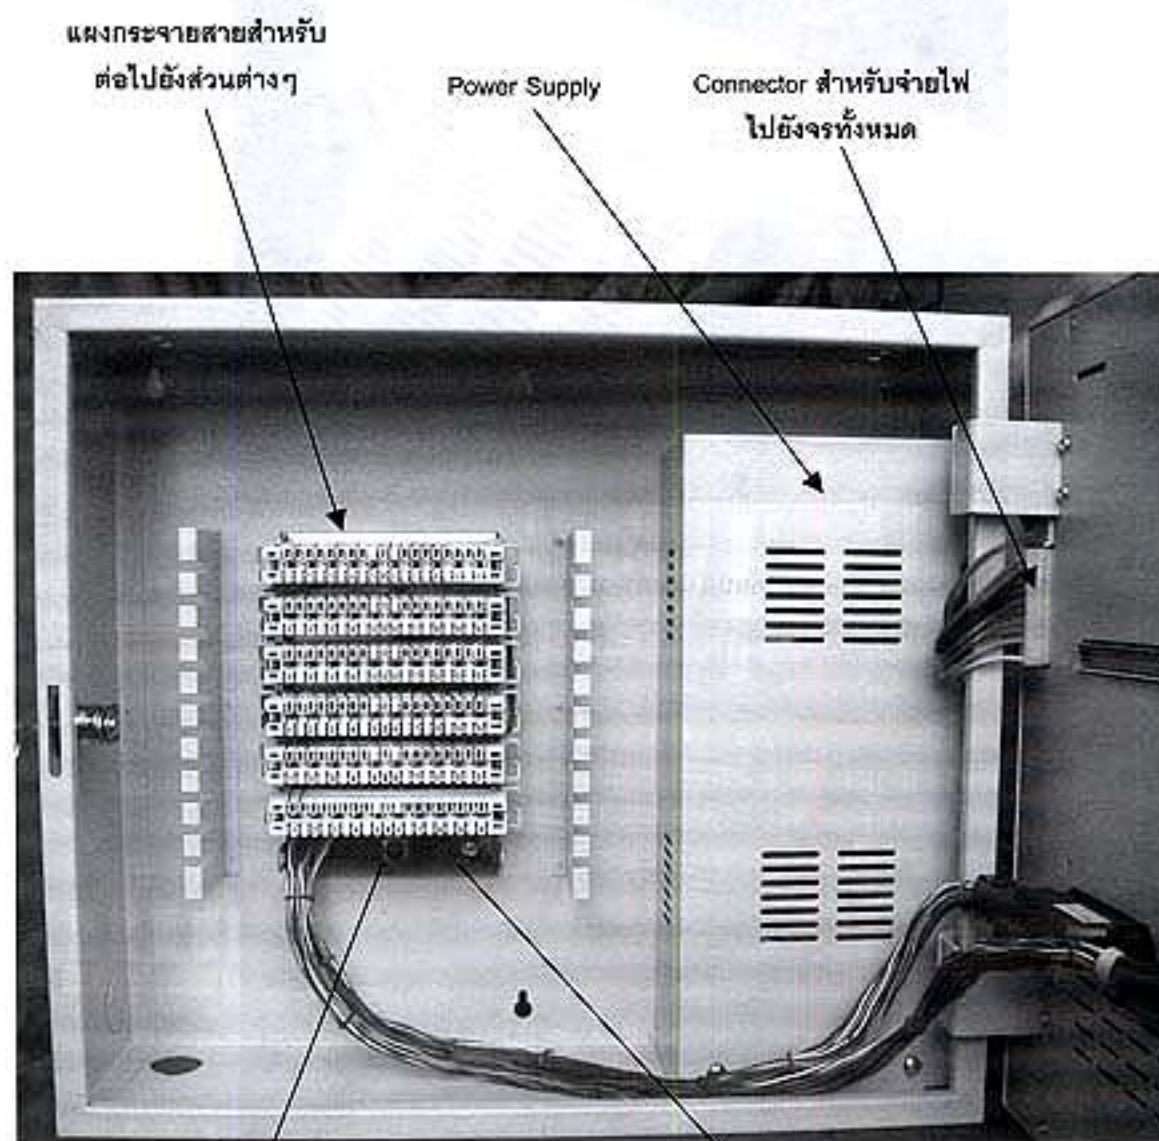 แผงกระจายสายสำหรับ
ต่อไปยังส่วนต่างๆ
Power Supply
Connector สำหรับจ่ายไฟ
ไปยังจรทั้งหมด